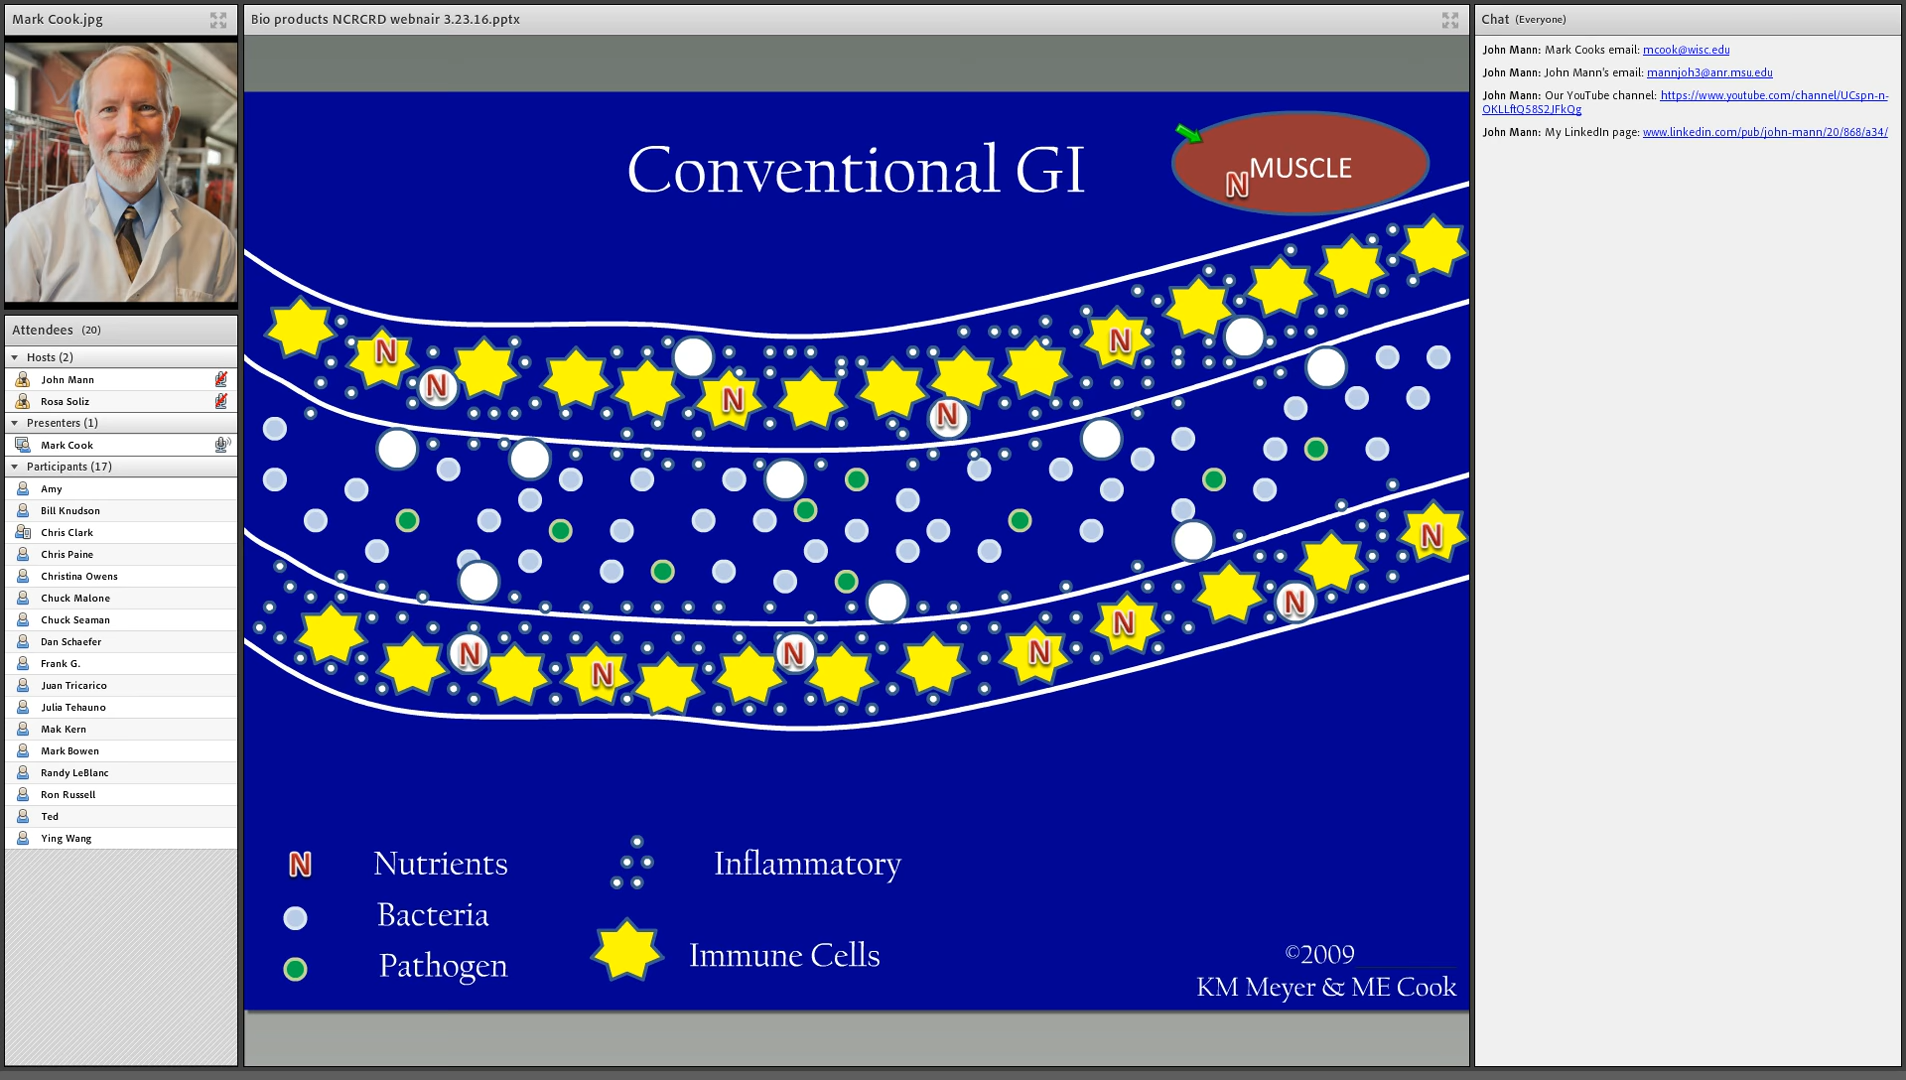 Mark Cook.jpg
Attendees (20)
Hosts (2)
John Mann
Rosa Soliz
Presenters (1)
Mark Cook
Participants (17)
Amy
Bill Knudson
Chris Clark
Chris Paine
Christina Owens
Chuck Malone
Chuck Seaman
Dan Schaefer
Frank G.
Juan Tricarico
Julia Tehauno
Mak Kern
Mark Bowen
Randy LeBlanc
Ron Russell
Ted
Ying Wang
Bio products NCRCRD webnair 3.23.16.pptx
Conventional GI
N MUSCLE
N
N
N
N
N
N
N
N
N
N
N
N
N
N Nutrients
Bacteria
Pathogen
Inflammatory
Immune Cells
©2009
KM Meyer & ME Cook
Chat (Everyone)
John Mann: Mark Cooks email: mcook@wisc.edu
John Mann: John Mann's email: mannjoh3@anr.msu.edu
John Mann: Our YouTube channel: https://www.youtube.com/channel/UCspn-n-
OKLLftQ58S2JFkQg
John Mann: My LinkedIn page: www.linkedin.com/pub/john-mann/20/868/a34/